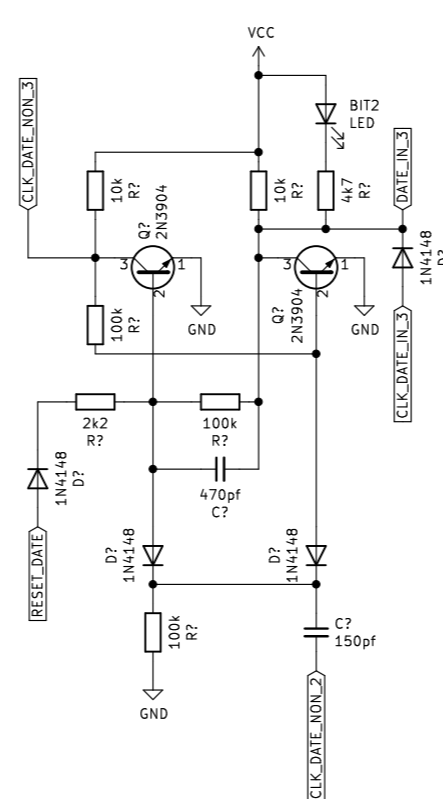 VCC
CLK_DATE_NON_3
BIT2
LED
DATE_IN_3
10k
R?
10k
R?
4k7
R?
Q?
2N3904
3
1
2
3
1
2
1N4148
D?
100k
R?
GND
Q?
2N3904
GND
CLK_DATE_IN_3
2k2
R?
100k
R?
1N4148
D?
470pf
C?
RESET_DATE
D?
1N4148
D?
1N4148
100k
R?
C?
150pf
GND
CLK_DATE_NON_2